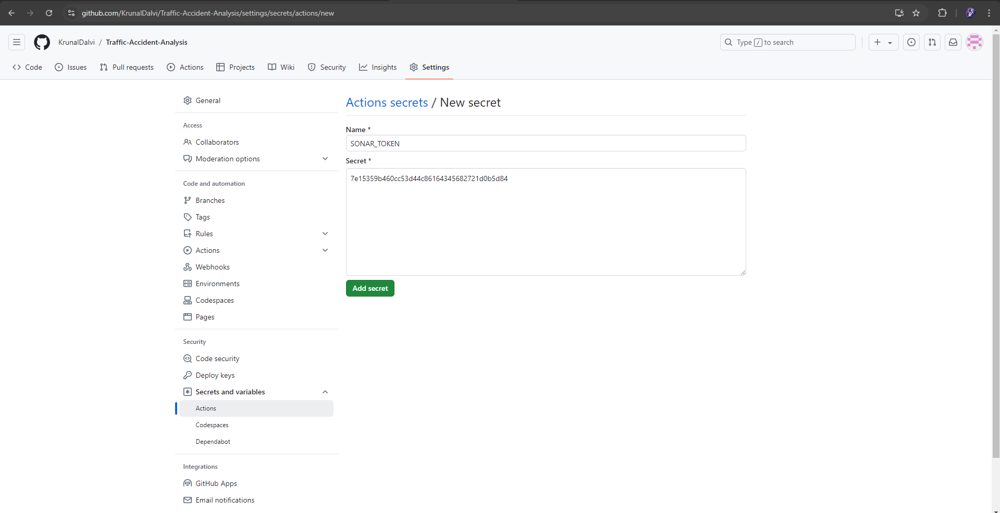 github.com/KrunalDalvi/Traffic-Accident-Analysis/settings/secrets/actions/new
KrunalDalvi / Traffic-Accident-Analysis
Type / to search
Code Issues Pull requests Actions Projects Wiki Security Insights Settings
General
Access
Collaborators
Moderation options
Code and automation
Branches
Tags
Rules
Actions
Webhooks
Environments
Codespaces
Pages
Security
Code security
Deploy keys
Secrets and variables
Actions
Codespaces
Dependabot
Integrations
GitHub Apps
Email notifications
Actions secrets / New secret
Name *
SONAR_TOKEN
Secret *
7e15359b460cc53d44c86164345682721d0b5d84
Add secret